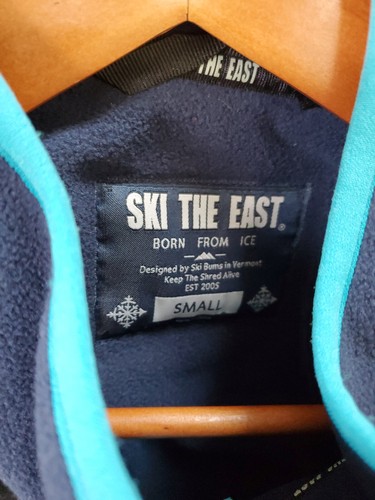 THE EAST
SKI THE EAST®
BORN FROM ICE
Designed by Ski Bums in Vermont
Keep The Shred Alive
EST 2005
SMALL